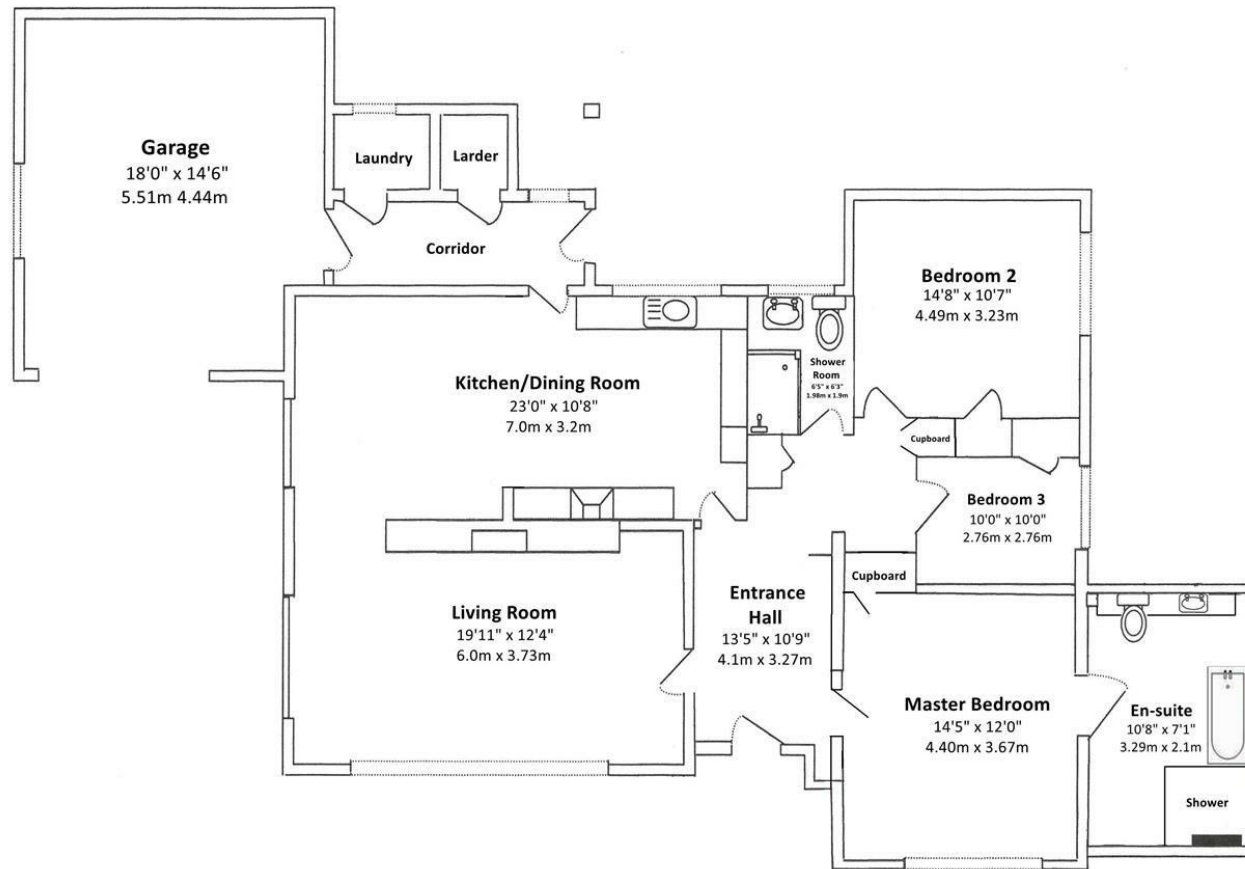 Garage
18'0" x 14'6"
5.51m 4.44m
Laundry
Larder
Corridor
Bedroom 2
14'8" x 10'7"
4.49m x 3.23m
Shower
Room
6'5" x 6'3"
1.98m x 1.9m
Kitchen/Dining Room
23'0" x 10'8"
7.0m x 3.2m
Cupboard
Bedroom 3
10'0" x 10'0"
2.76m x 2.76m
Cupboard
Living Room
19'11" x 12'4"
6.0m x 3.73m
Entrance
Hall
13'5" x 10'9"
4.1m x 3.27m
Master Bedroom
14'5" x 12'0"
4.40m x 3.67m
En-suite
10'8" x 7'1"
3.29m x 2.1m
Shower